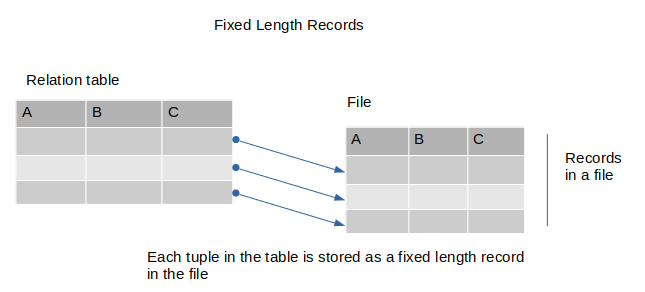 Fixed Length Records
Relation table
A B C
File
A B C
Records
in a file
Each tuple in the table is stored as a fixed length record
in the file